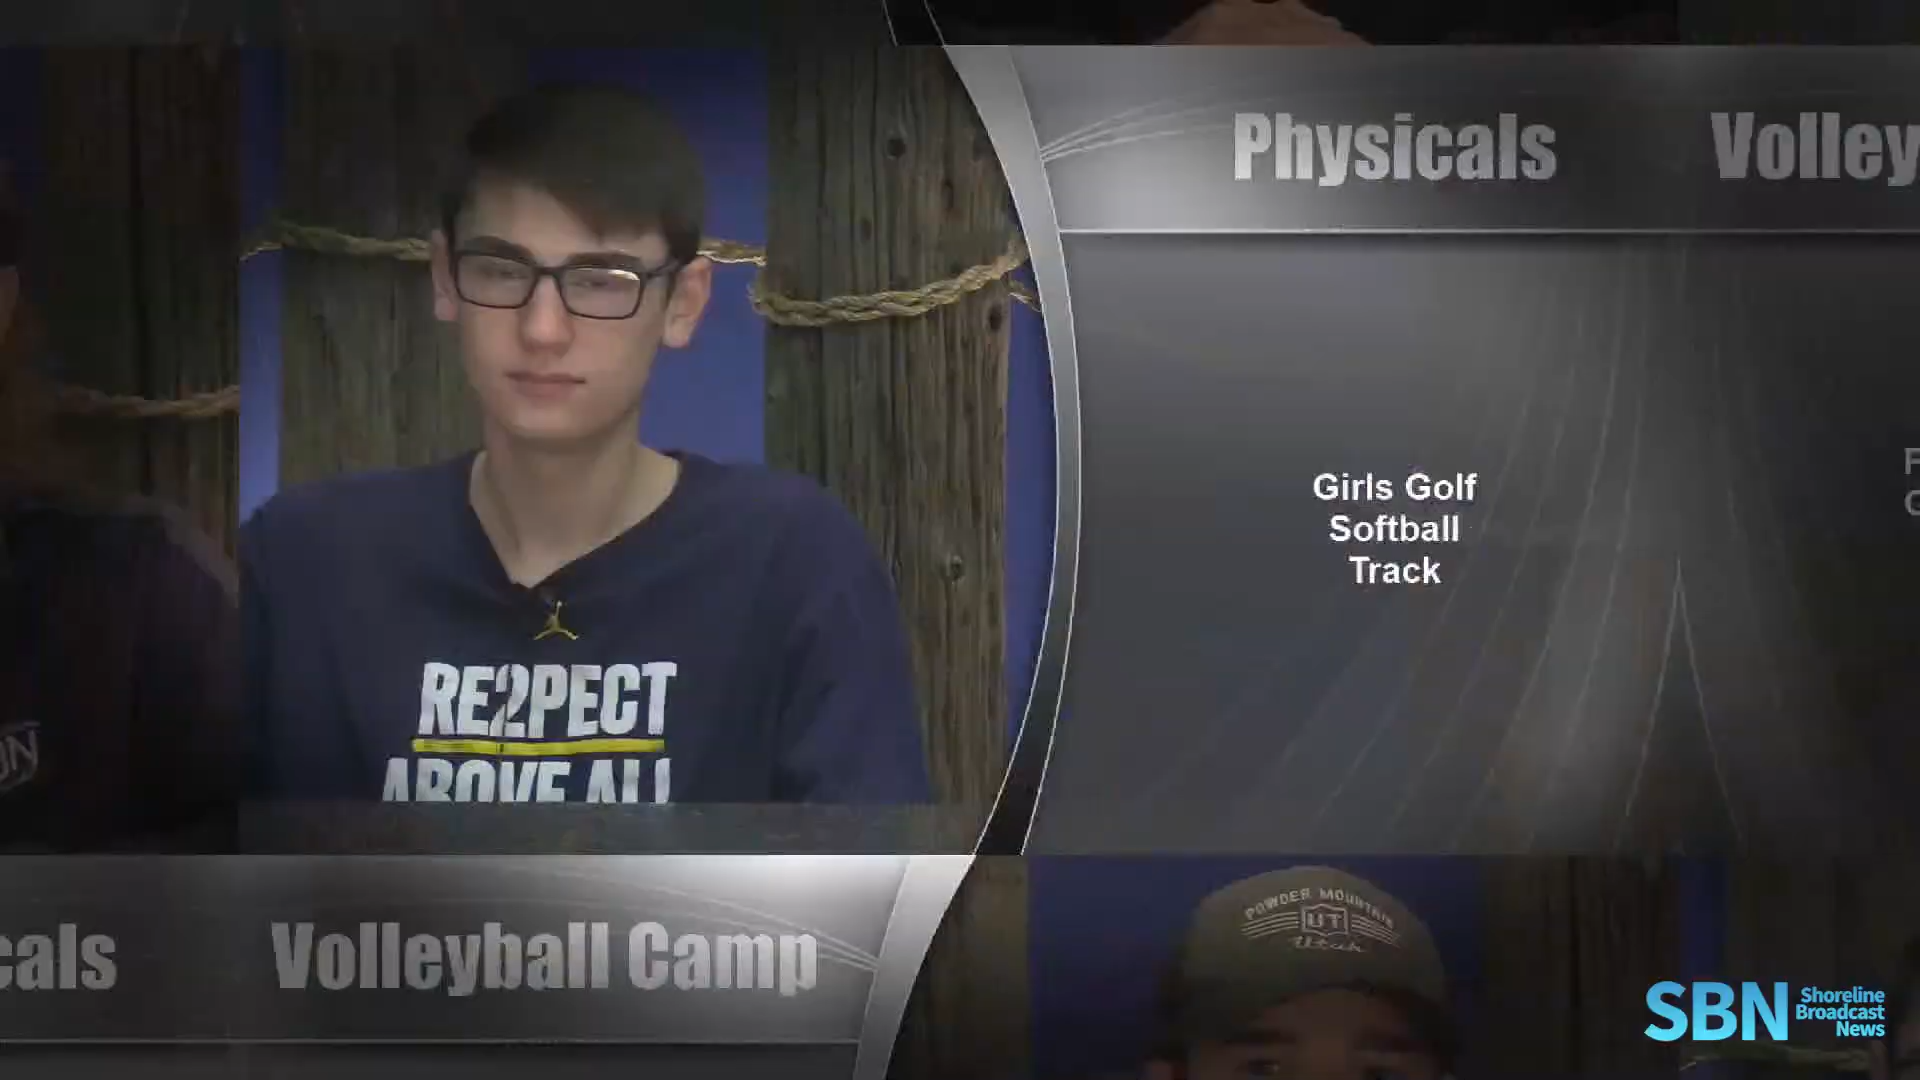 Physicals
Volley
Girls Golf
Softball
Track
RE2PECT
ABOVE ALL
cals
Volleyball Camp
POWDER MOUNTAIN
UT
Utah
SBN
Shoreline
Broadcast
News